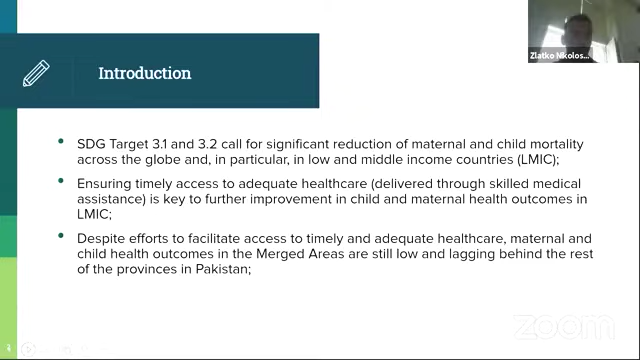 Zlatko Nikolos...
Introduction
SDG Target 3.1 and 3.2 call for significant reduction of maternal and child mortality
across the globe and, in particular, in low and middle income countries (LMIC);
Ensuring timely access to adequate healthcare (delivered through skilled medical
assistance) is key to further improvement in child and maternal health outcomes in
LMIC;
Despite efforts to facilitate access to timely and adequate healthcare, maternal and
child health outcomes in the Merged Areas are still low and lagging behind the rest
of the provinces in Pakistan;
zoom